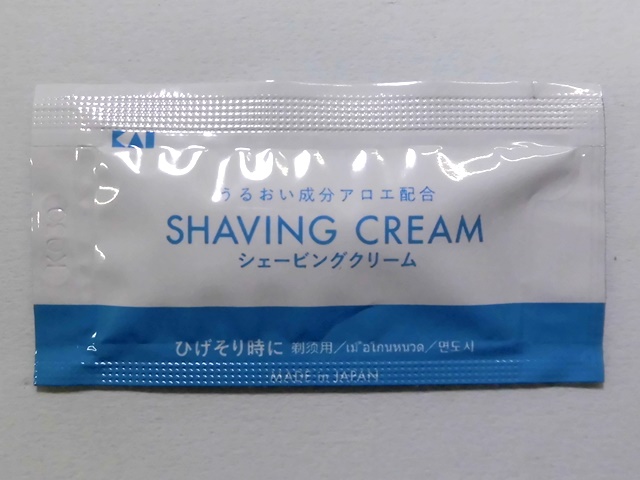 KAI
うるおい成分アロエ配合
SHAVING CREAM
シェービングクリーム
ひげそり時に 剃须用/เมื่อโกนหนวด/면도시
MADE in JAPAN